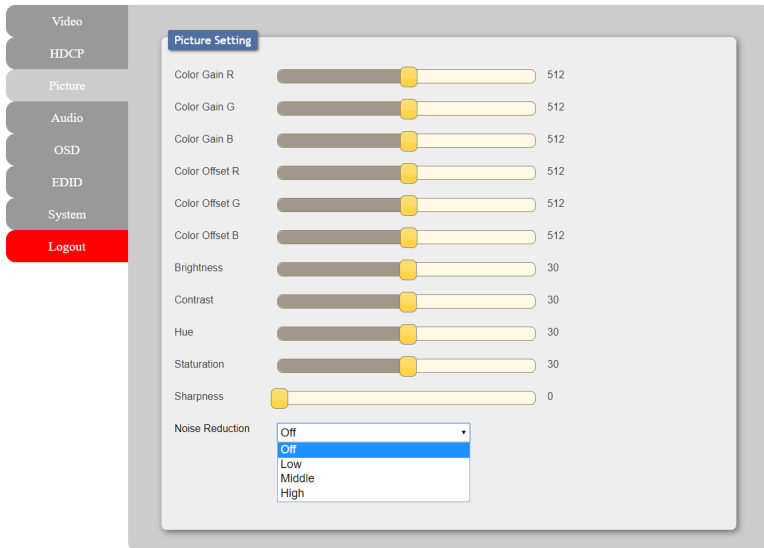 Video
HDCP
Picture
Audio
OSD
EDID
System
Logout
Picture Setting
Color Gain R 512
Color Gain G 512
Color Gain B 512
Color Offset R 512
Color Offset G 512
Color Offset B 512
Brightness 30
Contrast 30
Hue 30
Staturation 30
Sharpness 0
Noise Reduction Off
Off
Low
Middle
High